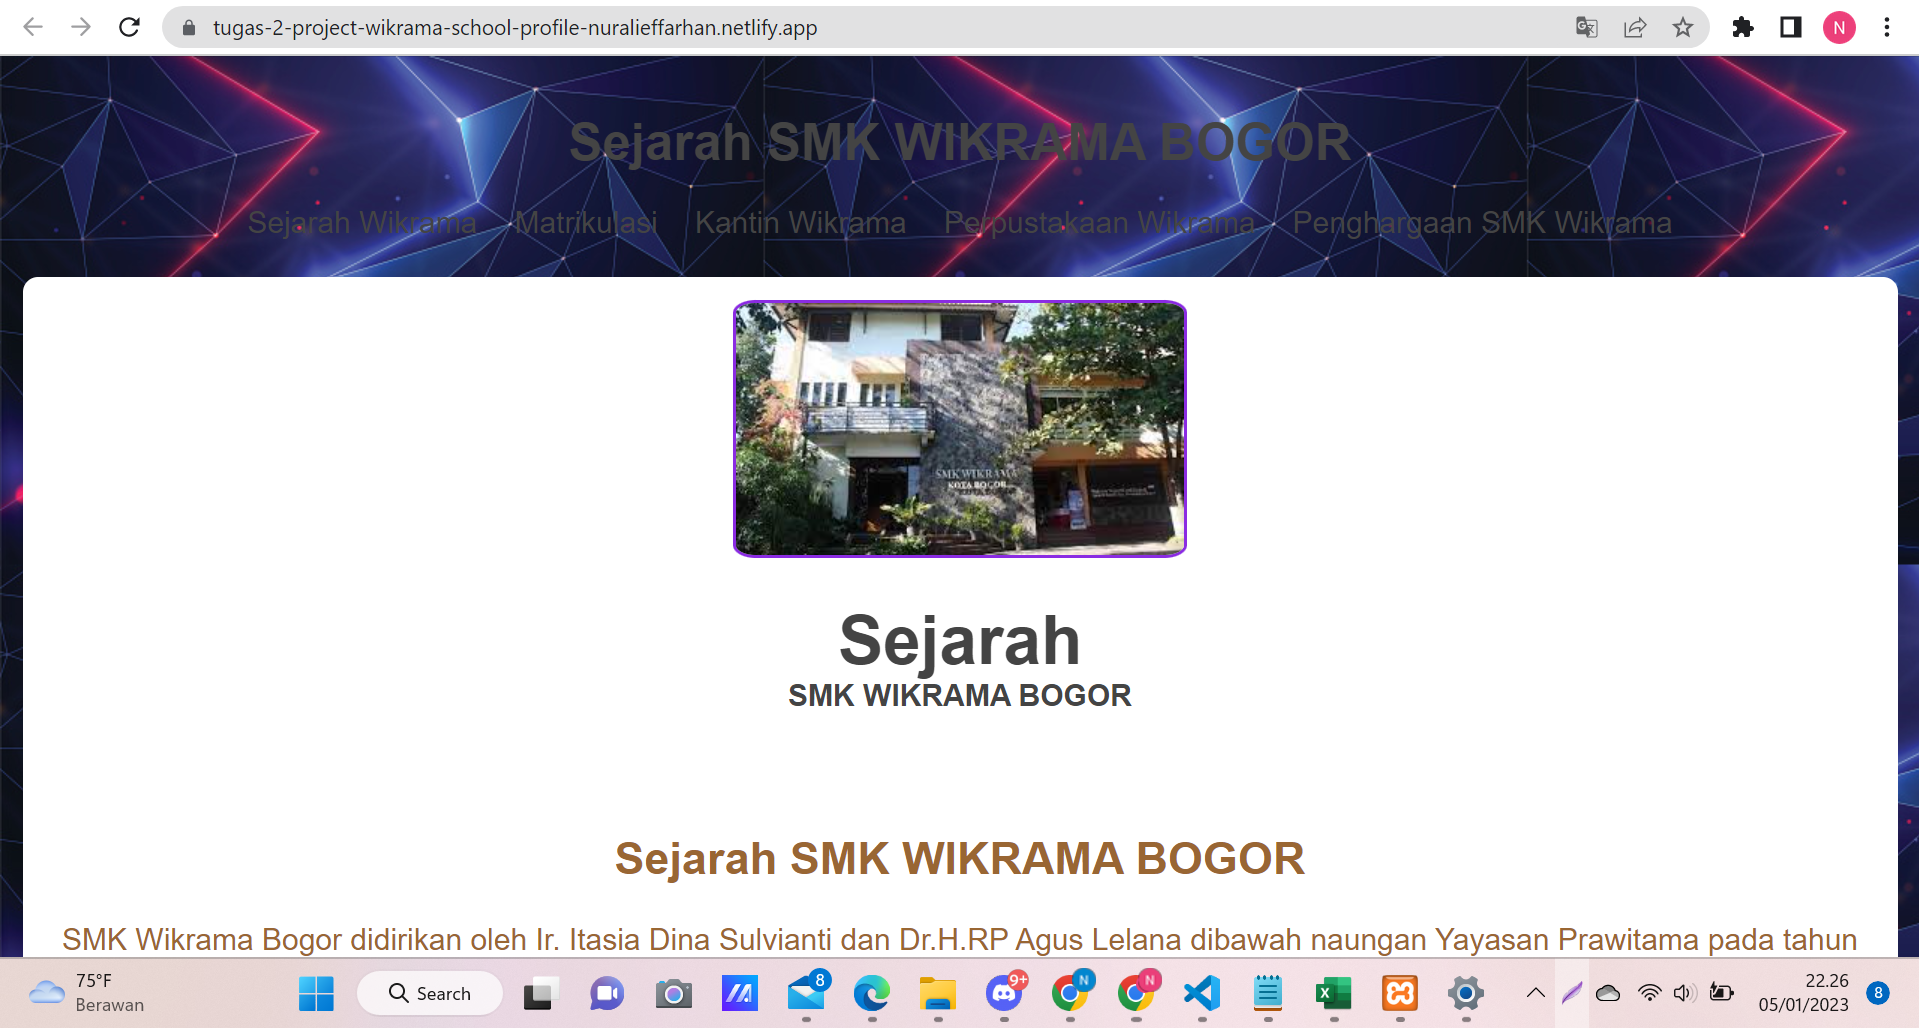 tugas-2-project-wikrama-school-profile-nuralieffarhan.netlify.app
N
Sejarah SMK WIKRAMA BOGOR
Sejarah Wikrama Matrikulasi Kantin Wikrama Perpustakaan Wikrama Penghargaan SMK Wikrama
SMK WIKRAMA
KOTA BOGOR
Sejarah
SMK WIKRAMA BOGOR
Sejarah SMK WIKRAMA BOGOR
SMK Wikrama Bogor didirikan oleh Ir. Itasia Dina Sulvianti dan Dr.H.RP Agus Lelana dibawah naungan Yayasan Prawitama pada tahun
75°F
Berawan
Search
8
9+
N
N
22.26
05/01/2023
8